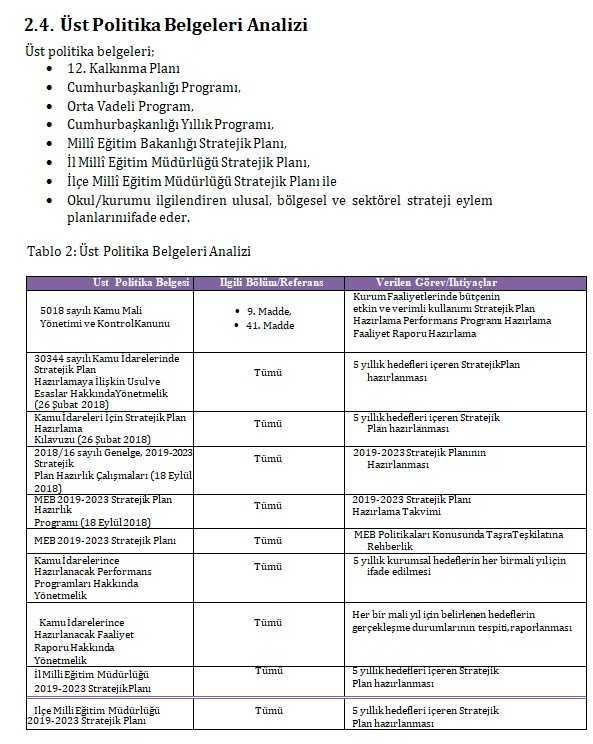 2.4. Üst Politika Belgeleri Analizi
Üst politika belgeleri;
• 12. Kalkınma Planı
• Cumhurbaşkanlığı Programı,
• Orta Vadeli Program,
• Cumhurbaşkanlığı Yıllık Programı,
• Millî Eğitim Bakanlığı Stratejik Planı,
• İl Millî Eğitim Müdürlüğü Stratejik Planı,
• İlçe Millî Eğitim Müdürlüğü Stratejik Planı ile
• Okul/kurumu ilgilendiren ulusal, bölgesel ve sektörel strateji eylem
planlarınıifade eder.
Tablo 2: Üst Politika Belgeleri Analizi
Üst Politika Belgesi İlgili Bölüm/Referans Verilen Görev/İhtiyaçlar
5018 sayılı Kamu Mali
Yönetimi ve KontrolKanunu
• 9. Madde,
• 41. Madde
Kurum Faaliyetlerinde bütçenin
etkin ve verimli kullanımı Stratejik Plan
Hazırlama Performans Programı Hazırlama
Faaliyet Raporu Hazırlama
30344 sayılı Kamu İdarelerinde
Stratejik Plan
Hazırlamaya İlişkin Usul ve
Esaslar HakkındaYönetmelik
(26 Şubat 2018)
Tümü
5 yıllık hedefleri içeren StratejikPlan
hazırlanması
Kamu İdareleri İçin Stratejik Plan
Hazırlama
Kılavuzu (26 Şubat 2018)
Tümü
5 yıllık hedefleri içeren Stratejik
Plan hazırlanması
2018/16 sayılı Genelge, 2019-2023
Stratejik
Plan Hazırlık Çalışmaları (18 Eylül
2018)
Tümü
2019-2023 Stratejik Planının
Hazırlanması
MEB 2019-2023 Stratejik Plan
Hazırlık
Programı (18 Eylül 2018)
Tümü
2019-2023 Stratejik Planı
Hazırlama Takvimi
MEB 2019-2023 Stratejik Planı
Tümü
MEB Politikaları Konusunda TaşraTeşkilatına
Rehberlik
Kamu İdarelerince
Hazırlanacak Performans
Programları Hakkında
Yönetmelik
Tümü
5 yıllık kurumsal hedeflerin her birmali yıl için
ifade edilmesi
Kamu İdarelerince
Hazırlanacak Faaliyet
Raporu Hakkında
Yönetmelik
Tümü
Her bir mali yıl için belirlenen hedeflerin
gerçekleşme durumlarının tespiti, raporlanması
İl Milli Eğitim Müdürlüğü
2019-2023 StratejikPlanı
Tümü
5 yıllık hedefleri içeren Stratejik
Plan hazırlanması
İlçe Milli Eğitim Müdürlüğü
2019-2023 Stratejik Planı
Tümü
5 yıllık hedefleri içeren Stratejik
Plan hazırlanması